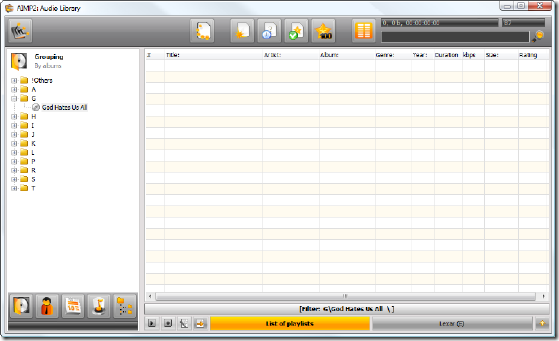 AIMP2: Audio Library
0, 0 b, 00:00:00:00
Grouping
By albums
!Others
A
G
God Hates Us All
H
I
J
K
L
P
R
S
T
# Title: Artist: Album: Genre: Year: Duration kbps Size: Rating
[Filter: G\God Hates Us All \ ]
List of playlists
Lexar (F)